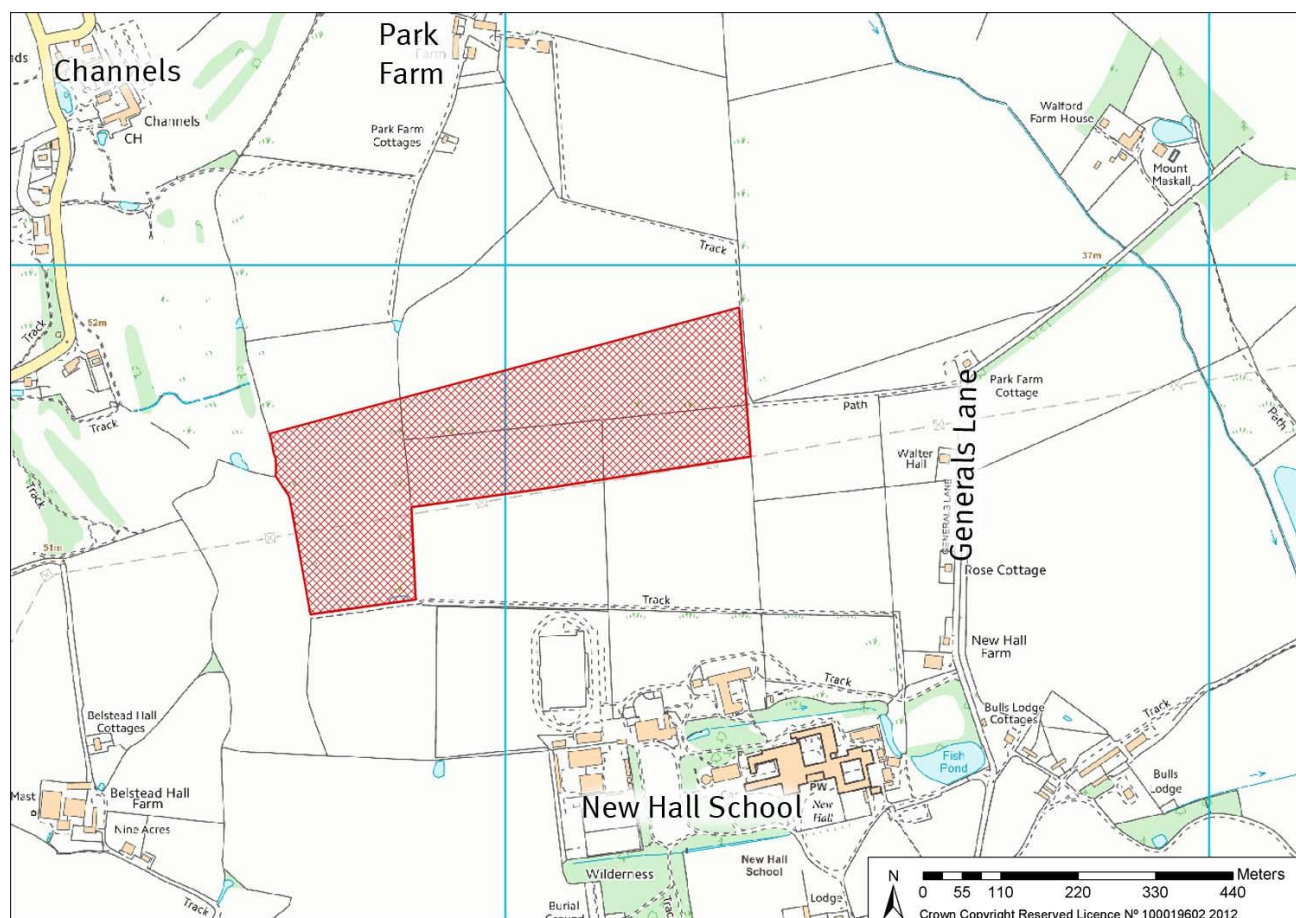 Park
Farm
Channels
Channels
CH
Park Farm
Cottages
Walford
Farm House
Mount
Maskall
Track
37m
52m
Track
Track
Track
51m
Path
Park Farm
Cottage
Path
Generals Lane
GENERALS LANE
Walter
Hall
Rose Cottage
Track
New Hall
Farm
Track
Track
Belstead Hall
Cottages
Bulls Lodge
Cottages
Fish
Pond
Mast
Belstead Hall
Farm
Bulls
Lodge
New Hall School
PW
New
Hall
Nine Acres
New Hall
School
Wilderness
Lodge
Burial
Ground
Track
Track
N
0 55 110 220 330 440 Meters
Crown Copyright Reserved Licence Nº 100019602 2012